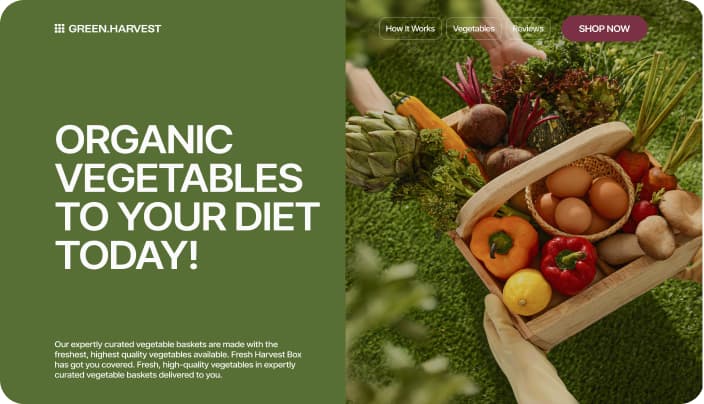 GREEN.HARVEST
How It Works
Vegetables
Reviews
SHOP NOW
ORGANIC
VEGETABLES
TO YOUR DIET
TODAY!
Our expertly curated vegetable baskets are made with the
freshest, highest quality vegetables available. Fresh Harvest Box
has got you covered. Fresh, high-quality vegetables in expertly
curated vegetable baskets delivered to you.